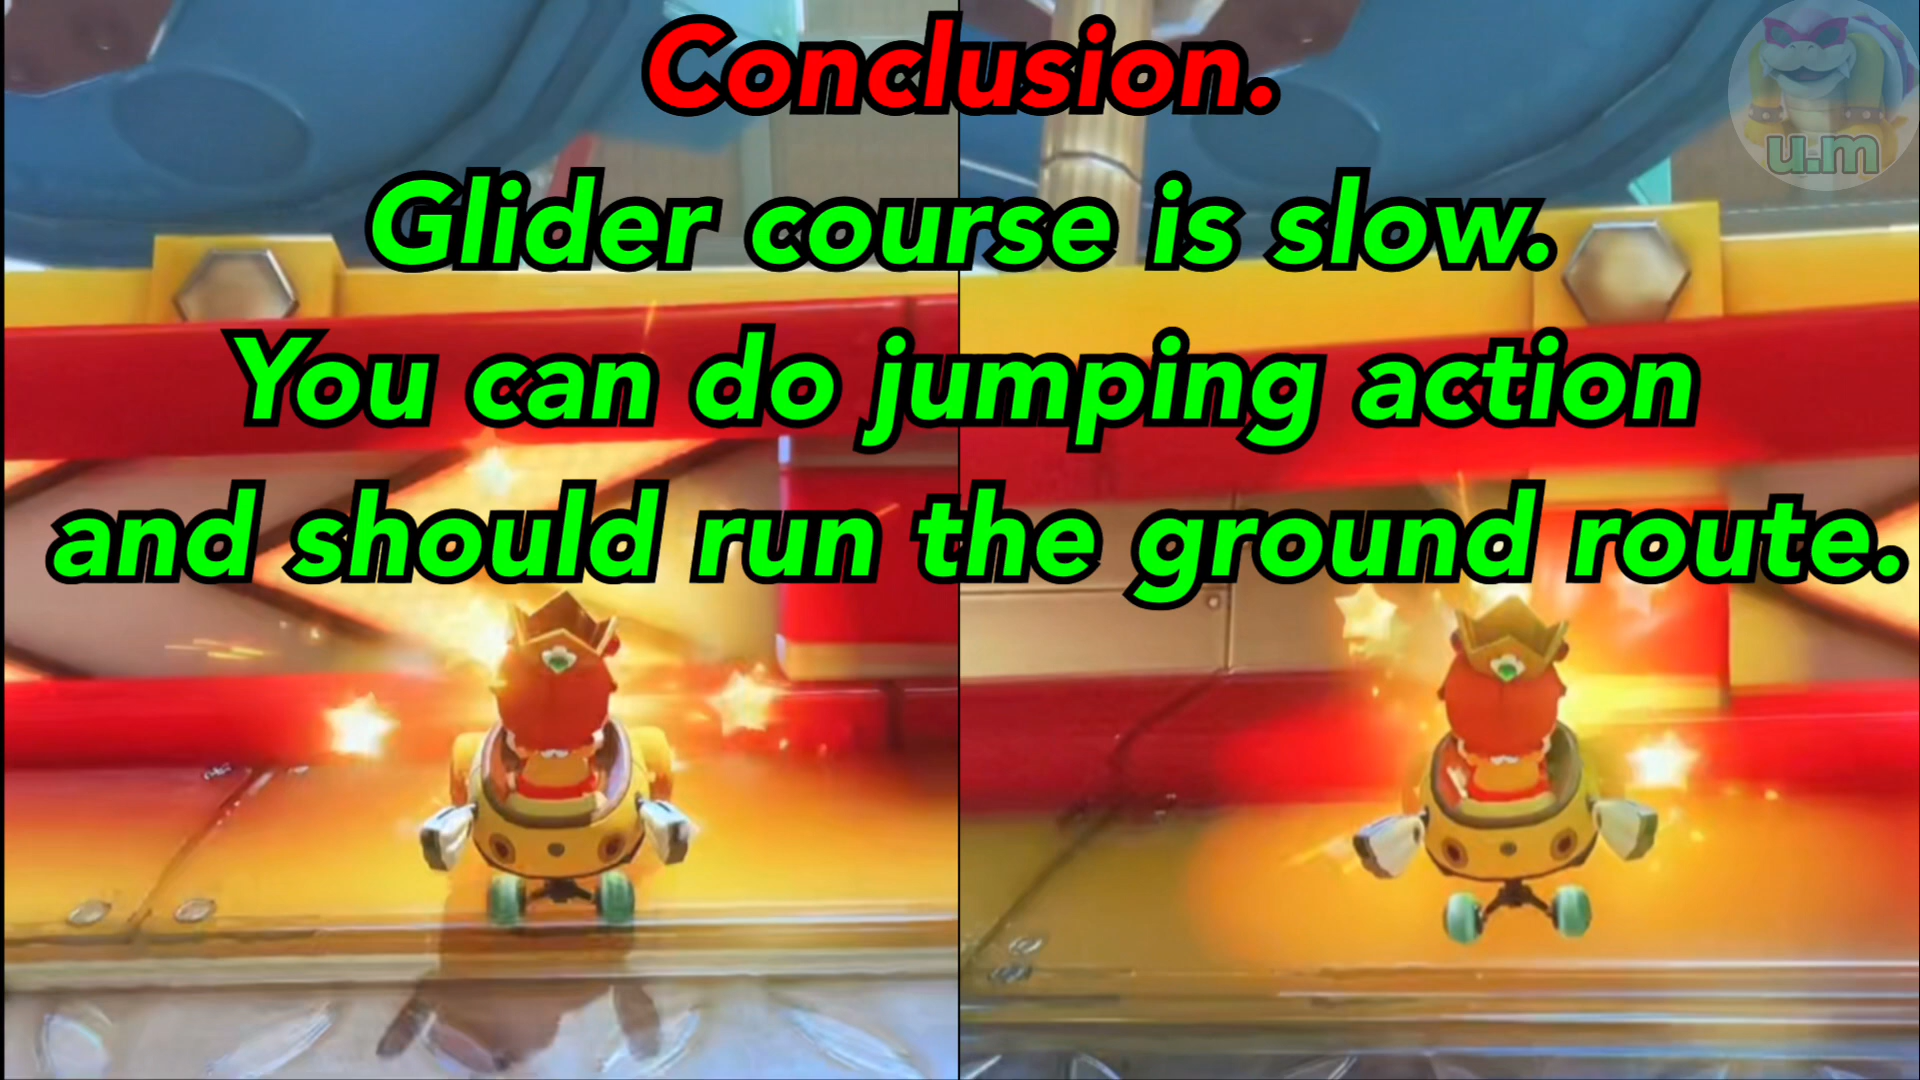 Conclusion.
u.m
Glider course is slow.
You can do jumping action
and should run the ground route.